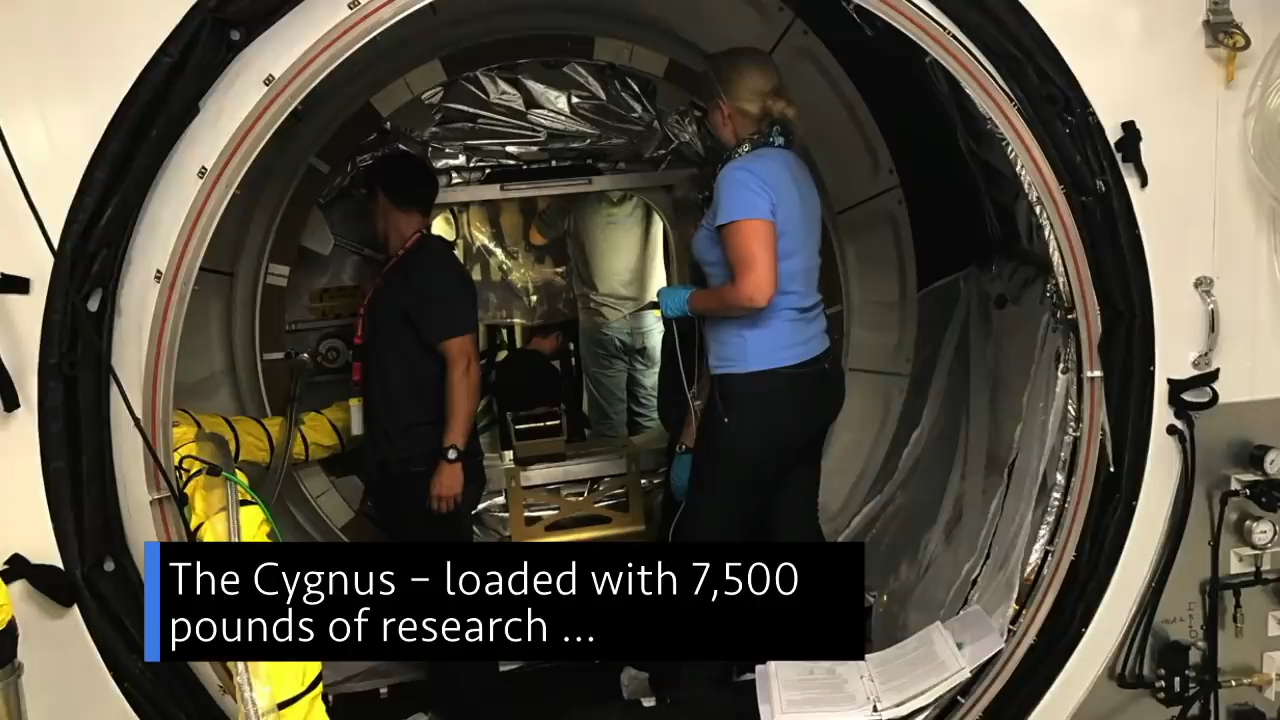 The Cygnus – loaded with 7,500
pounds of research ...